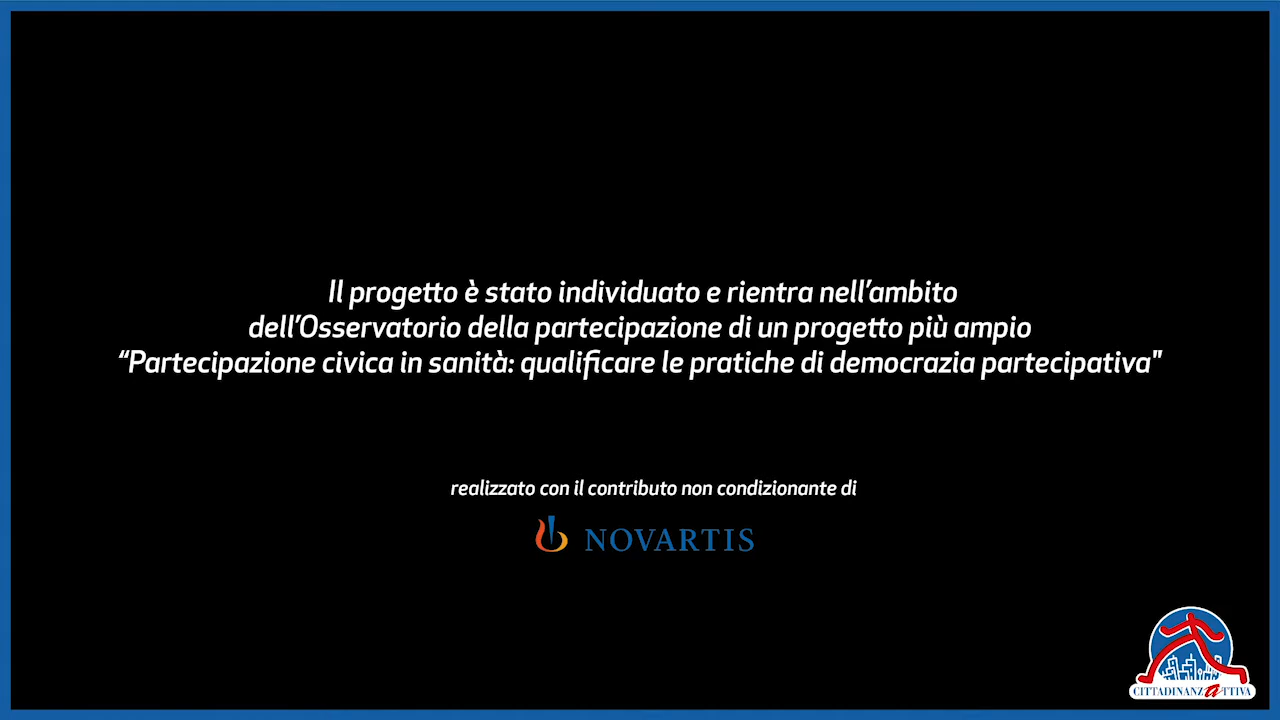 Il progetto è stato individuato e rientra nell’ambito
dell’Osservatorio della partecipazione di un progetto più ampio
“Partecipazione civica in sanità: qualificare le pratiche di democrazia partecipativa"
realizzato con il contributo non condizionante di
NOVARTIS
CITTADINANZATTIVA